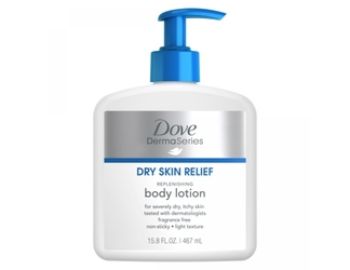 Dove
DermaSeries
DRY SKIN RELIEF
REPLENISHING
body lotion
for severely dry, itchy skin
tested with dermatologists
fragrance free
non-sticky • light texture
15.8 FL. OZ. / 467 mL